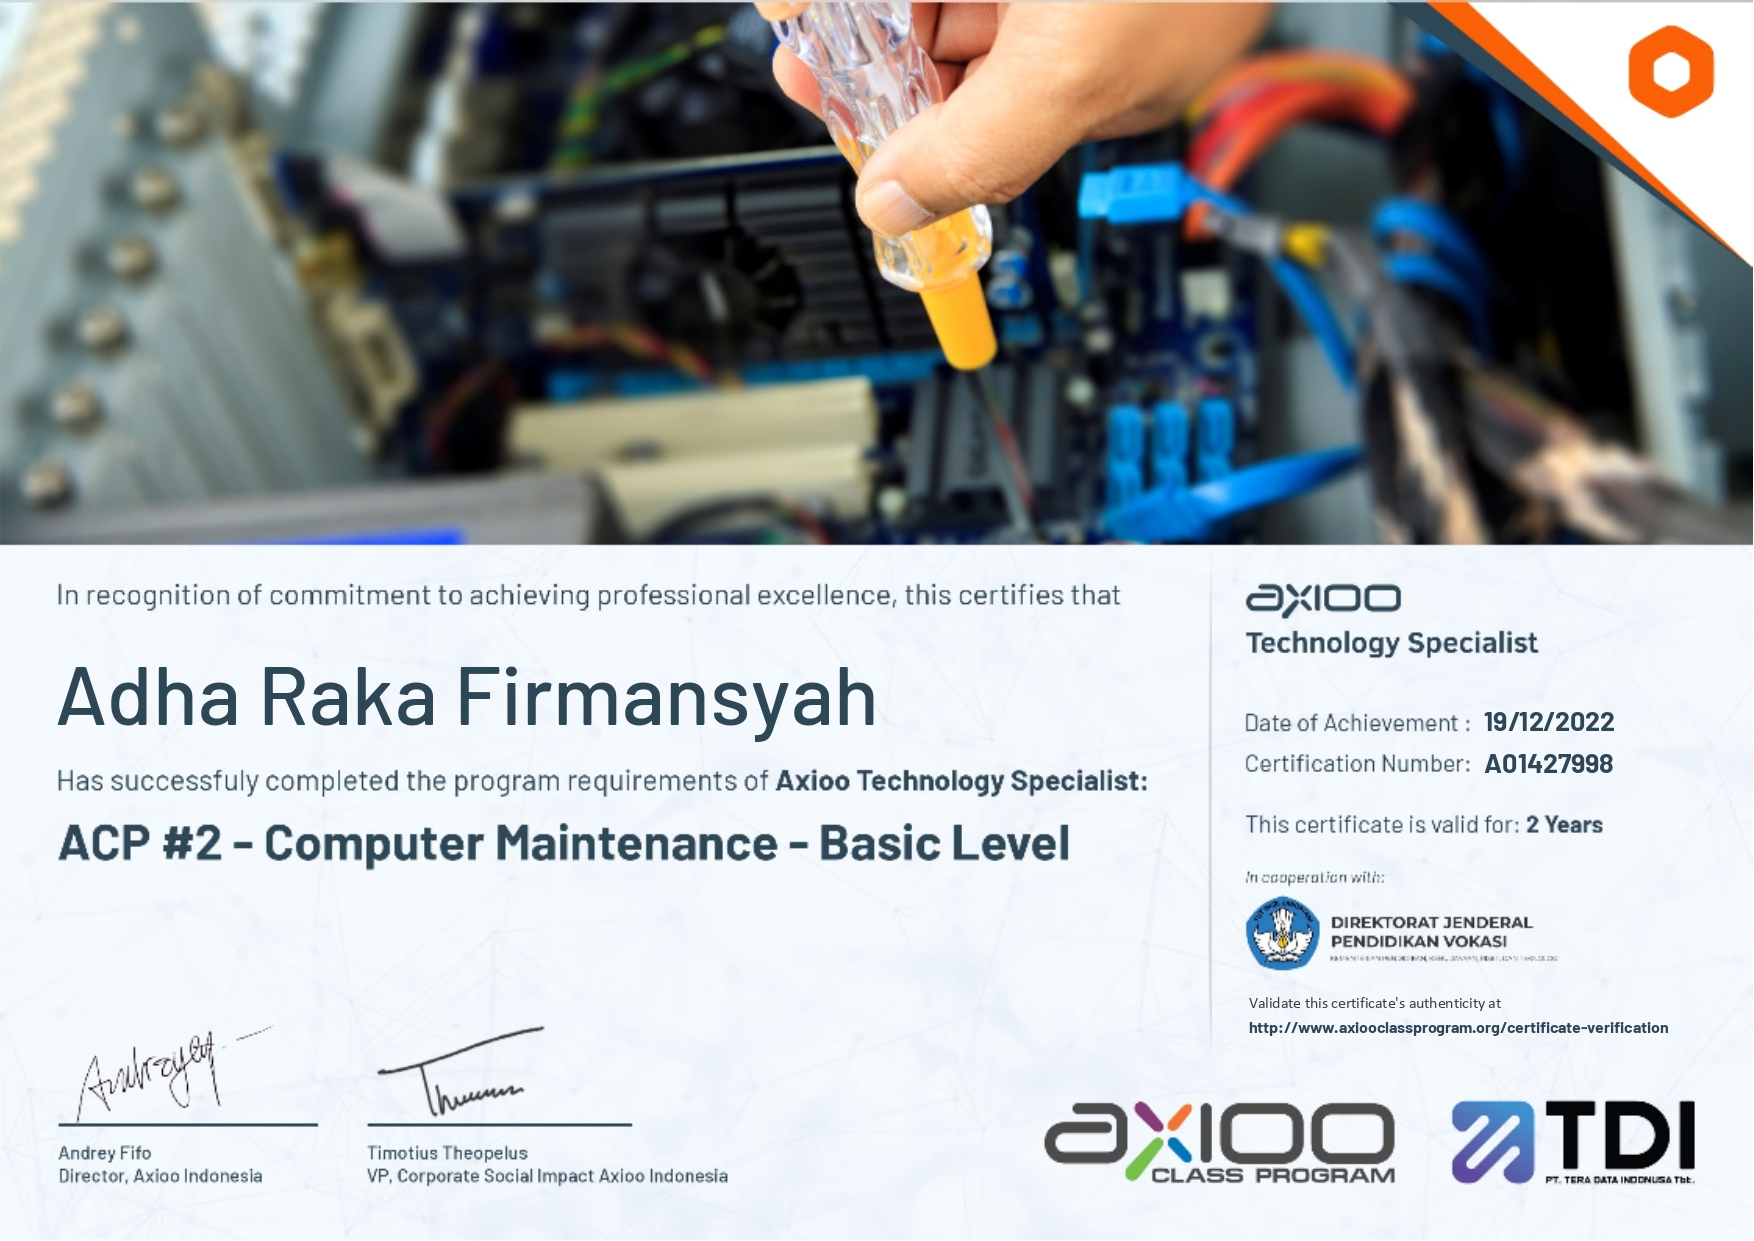 In recognition of commitment to achieving professional excellence, this certifies that
Adha Raka Firmansyah
Has successfuly completed the program requirements of Axioo Technology Specialist:
ACP #2 - Computer Maintenance - Basic Level
Andrey Fifo
Director, Axioo Indonesia
Timotius Theopelus
VP, Corporate Social Impact Axioo Indonesia
axioo
Technology Specialist
Date of Achievement : 19/12/2022
Certification Number: A01427998
This certificate is valid for: 2 Years
In cooperation with:
DIREKTORAT JENDERAL
PENDIDIKAN VOKASI
Validate this certificate's authenticity at
http://www.axiooclassprogram.org/certificate-verification
axioo
CLASS PROGRAM
TDI
PT. TERA DATA INDONUSA Tbk.